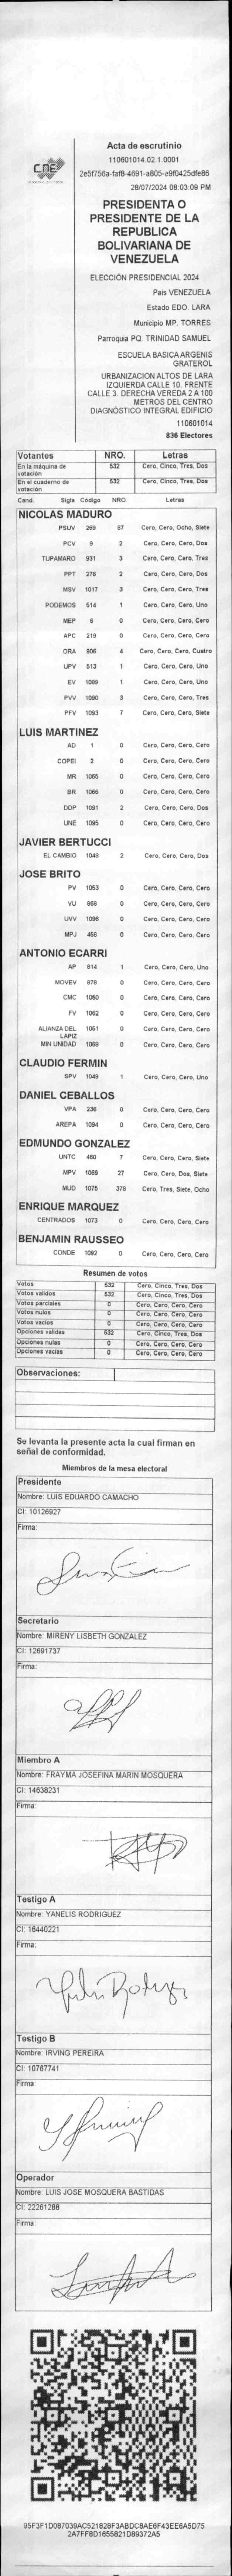 CNE
Acta de escrutinio
110601014.02.1.0001
2e5f756a-faf8-4691-a805-a9f0425dfe86
28/07/2024 08:03:09 PM
PRESIDENTA O
PRESIDENTE DE LA
REPUBLICA
BOLIVARIANA DE
VENEZUELA
ELECCIÓN PRESIDENCIAL 2024
Pais VENEZUELA
Estado EDO. LARA
Municipio MP. TORRES
Parroquia PQ. TRINIDAD SAMUEL
ESCUELA BASICA ARGENIS
GRATEROL
URBANIZACION ALTOS DE LARA
IZQUIERDA CALLE 10. FRENTE
CALLE 3. DERECHA VEREDA 2 A 100
METROS DEL CENTRO
DIAGNÓSTICO INTEGRAL EDIFICIO
110601014
836 Electores
Votantes NRO. Letras
En la máquina de votación 532 Cero, Cinco, Tres, Dos
En el cuaderno de votación 532 Cero, Cinco, Tres, Dos
Cand. Sigla Código NRO. Letras
NICOLAS MADURO
PSUV 269 87 Cero, Cero, Ocho, Siete
PCV 9 2 Cero, Cero, Cero, Dos
TUPAMARO 931 3 Cero, Cero, Cero, Tres
PPT 275 2 Cero, Cero, Cero, Dos
MSV 1017 3 Cero, Cero, Cero, Tres
PODEMOS 514 1 Cero, Cero, Cero, Uno
MEP 6 0 Cero, Cero, Cero, Cero
APC 219 0 Cero, Cero, Cero, Cero
ORA 906 4 Cero, Cero, Cero, Cuatro
UPV 513 1 Cero, Cero, Cero, Uno
EV 1089 1 Cero, Cero, Cero, Uno
PVV 1090 3 Cero, Cero, Cero, Tres
PFV 1093 7 Cero, Cero, Cero, Siete
LUIS MARTINEZ
AD 1 0 Cero, Cero, Cero, Cero
COPEI 2 0 Cero, Cero, Cero, Cero
MR 1065 0 Cero, Cero, Cero, Cero
BR 1066 0 Cero, Cero, Cero, Cero
DDP 1091 2 Cero, Cero, Cero, Dos
UNE 1095 0 Cero, Cero, Cero, Cero
JAVIER BERTUCCI
EL CAMBIO 1048 2 Cero, Cero, Cero, Dos
JOSE BRITO
PV 1053 0 Cero, Cero, Cero, Cero
VU 868 0 Cero, Cero, Cero, Cero
UVV 1096 0 Cero, Cero, Cero, Cero
MPJ 456 0 Cero, Cero, Cero, Cero
ANTONIO ECARRI
AP 814 1 Cero, Cero, Cero, Uno
MOVEV 878 0 Cero, Cero, Cero, Cero
CMC 1050 0 Cero, Cero, Cero, Cero
FV 1062 0 Cero, Cero, Cero, Cero
ALIANZA DEL LAPIZ 1061 0 Cero, Cero, Cero, Cero
MIN UNIDAD 1088 0 Cero, Cero, Cero, Cero
CLAUDIO FERMIN
SPV 1049 1 Cero, Cero, Cero, Uno
DANIEL CEBALLOS
VPA 236 0 Cero, Cero, Cero, Cero
AREPA 1094 0 Cero, Cero, Cero, Cero
EDMUNDO GONZALEZ
UNTC 460 7 Cero, Cero, Cero, Siete
MPV 1069 27 Cero, Cero, Dos, Siete
MUD 1075 378 Cero, Tres, Siete, Ocho
ENRIQUE MARQUEZ
CENTRADOS 1073 0 Cero, Cero, Cero, Cero
BENJAMIN RAUSSEO
CONDE 1092 0 Cero, Cero, Cero, Cero
Resumen de votos
Votos 532 Cero, Cinco, Tres, Dos
Votos validos 532 Cero, Cinco, Tres, Dos
Votos parciales 0 Cero, Cero, Cero, Cero
Votos nulos 0 Cero, Cero, Cero, Cero
Votos vacios 0 Cero, Cero, Cero, Cero
Opciones validas 532 Cero, Cinco, Tres, Dos
Opciones nulas 0 Cero, Cero, Cero, Cero
Opciones vacias 0 Cero, Cero, Cero, Cero
Observaciones:
Se levanta la presente acta la cual firman en
señal de conformidad.
Miembros de la mesa electoral
Presidente
Nombre: LUIS EDUARDO CAMACHO
CI: 10126927
Firma:
Secretario
Nombre: MIRENY LISBETH GONZALEZ
CI: 12691737
Firma:
Miembro A
Nombre: FRAYMA JOSEFINA MARIN MOSQUERA
CI: 14638231
Firma:
Testigo A
Nombre: YANELIS RODRIGUEZ
CI: 16440221
Firma:
Testigo B
Nombre: IRVING PEREIRA
CI: 10767741
Firma:
Operador
Nombre: LUIS JOSE MOSQUERA BASTIDAS
CI: 22261288
Firma:
95F3F1D087039AC521828F3ABDC8AE6F43EE6A5D75
2A7FF8D1655821D89372A5